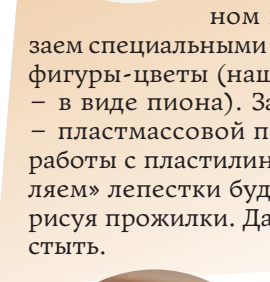 ном
заем специальными
фигуры-цветы (наш
– в виде пиона). За
– пластмассовой п
работы с пластилин
ляем» лепестки буд
рисуя прожилки. Да
стыть.